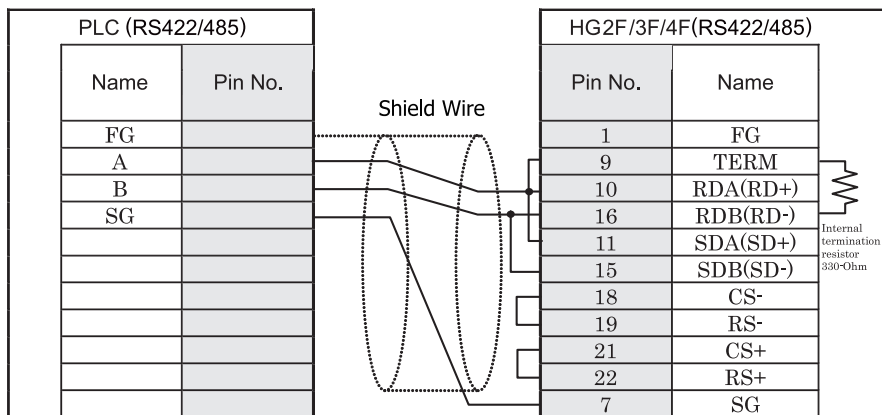 PLC (RS422/485)
HG2F/3F/4F(RS422/485)
Name Pin No.
Pin No. Name
Shield Wire
FG
1 FG
A
9 TERM
B
10 RDA(RD+)
SG
16 RDB(RD-)
11 SDA(SD+)
15 SDB(SD-)
18 CS-
19 RS-
21 CS+
22 RS+
7 SG
Internal
termination
resistor
330-Ohm